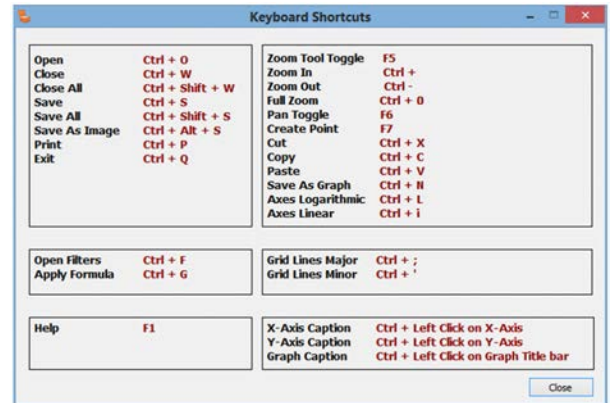 Keyboard Shortcuts
Open Ctrl + O
Close Ctrl + W
Close All Ctrl + Shift + W
Save Ctrl + S
Save All Ctrl + Shift + S
Save As Image Ctrl + Alt + S
Print Ctrl + P
Exit Ctrl + Q
Zoom Tool Toggle F5
Zoom In Ctrl +
Zoom Out Ctrl -
Full Zoom Ctrl + 0
Pan Toggle F6
Create Point F7
Cut Ctrl + X
Copy Ctrl + C
Paste Ctrl + V
Save As Graph Ctrl + N
Axes Logarithmic Ctrl + L
Axes Linear Ctrl + i
Open Filters Ctrl + F
Apply Formula Ctrl + G
Grid Lines Major Ctrl + ;
Grid Lines Minor Ctrl + '
Help F1
X-Axis Caption Ctrl + Left Click on X-Axis
Y-Axis Caption Ctrl + Left Click on Y-Axis
Graph Caption Ctrl + Left Click on Graph Title bar
Close